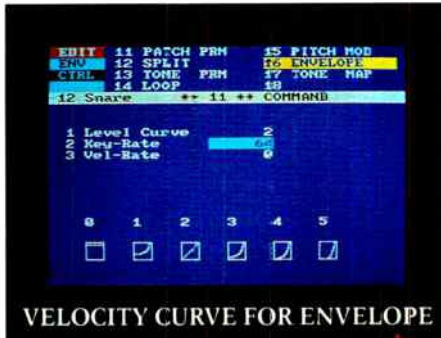 EDIT 11 PATCH PRM 15 PITCH MOD
ENV 12 SPLIT 16 ENVELOPE
CTRL 13 TONE PRM 17 TONE MAP
14 LOOP 18
12 Snare ** 11 ** COMMAND
1 Level Curve 2
2 Key-Rate 64
3 Vel-Rate 0
0 1 2 3 4 5
VELOCITY CURVE FOR ENVELOPE